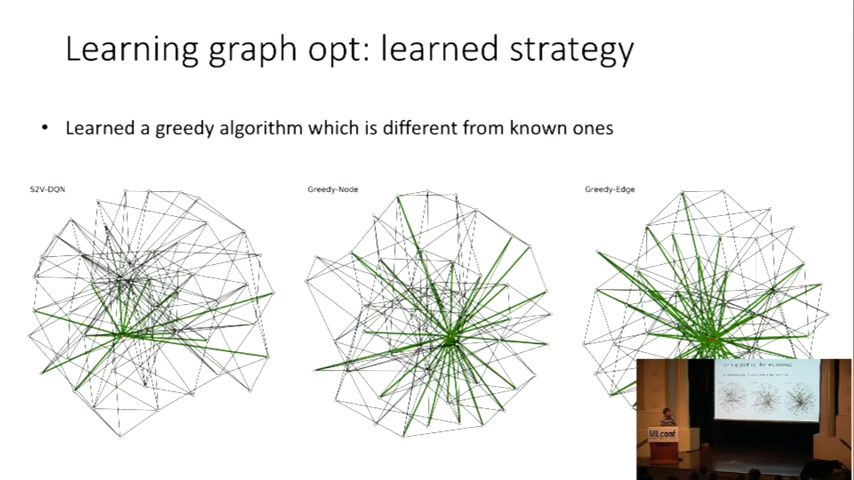 Learning graph opt: learned strategy
• Learned a greedy algorithm which is different from known ones
S2V-DQN
Greedy-Node
Greedy-Edge
MLconf